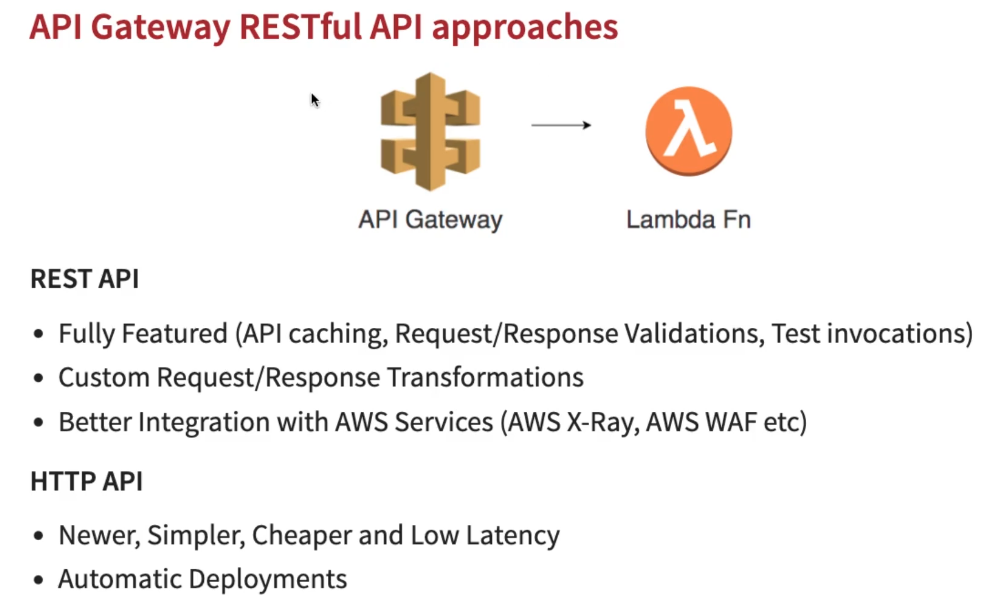 API Gateway RESTful API approaches
API Gateway
Lambda Fn
REST API
• Fully Featured (API caching, Request/Response Validations, Test invocations)
• Custom Request/Response Transformations
• Better Integration with AWS Services (AWS X-Ray, AWS WAF etc)
HTTP API
• Newer, Simpler, Cheaper and Low Latency
• Automatic Deployments